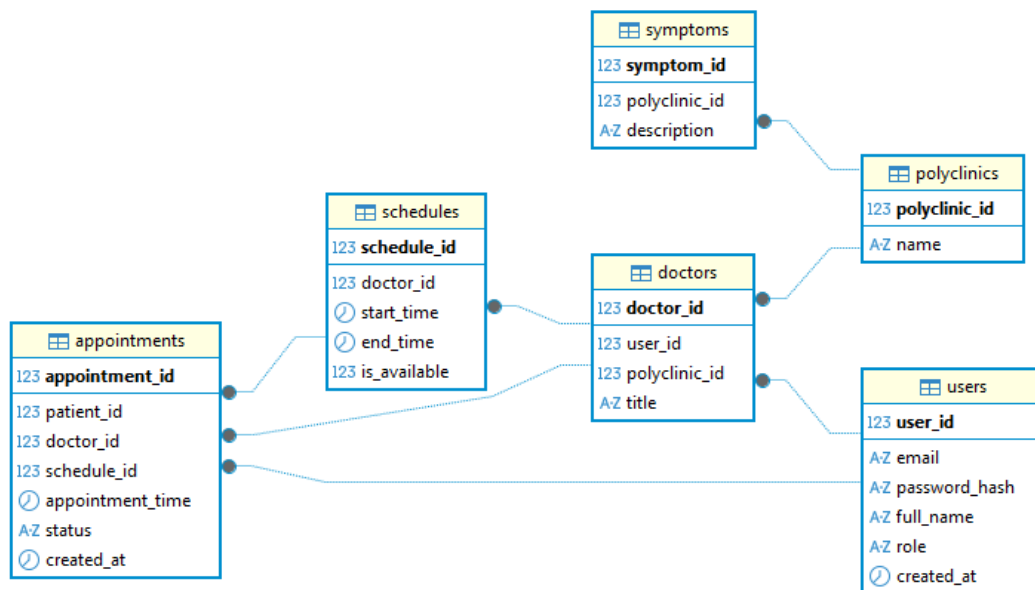 symptoms
123 symptom_id
123 polyclinic_id
A-Z description
polyclinics
123 polyclinic_id
A-Z name
schedules
123 schedule_id
123 doctor_id
start_time
end_time
123 is_available
doctors
123 doctor_id
123 user_id
123 polyclinic_id
A-Z title
appointments
123 appointment_id
123 patient_id
123 doctor_id
123 schedule_id
appointment_time
A-Z status
created_at
users
123 user_id
A-Z email
A-Z password_hash
A-Z full_name
A-Z role
created_at